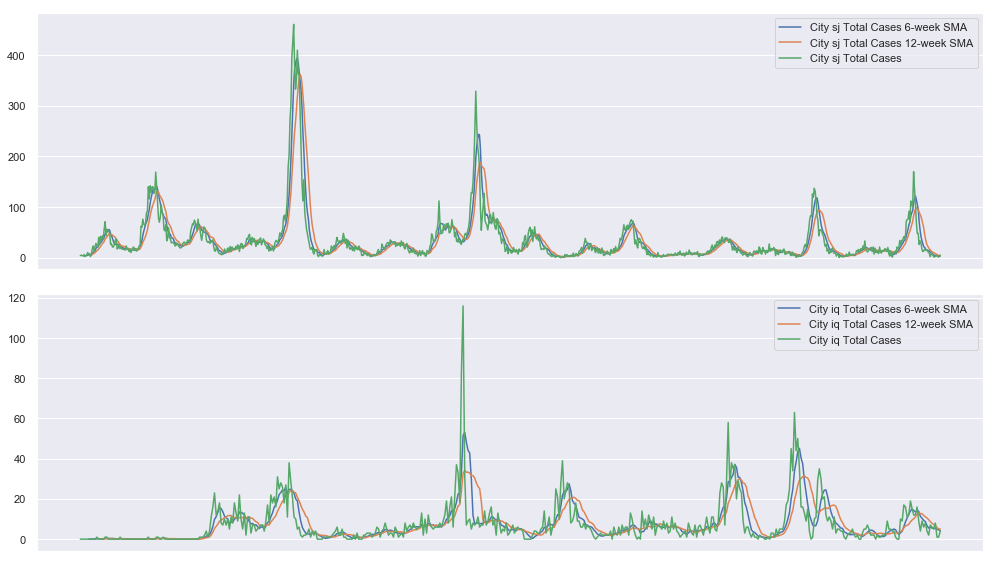 City sj Total Cases 6-week SMA
City sj Total Cases 12-week SMA
City sj Total Cases
400
300
200
100
0
City iq Total Cases 6-week SMA
City iq Total Cases 12-week SMA
City iq Total Cases
120
100
80
60
40
20
0